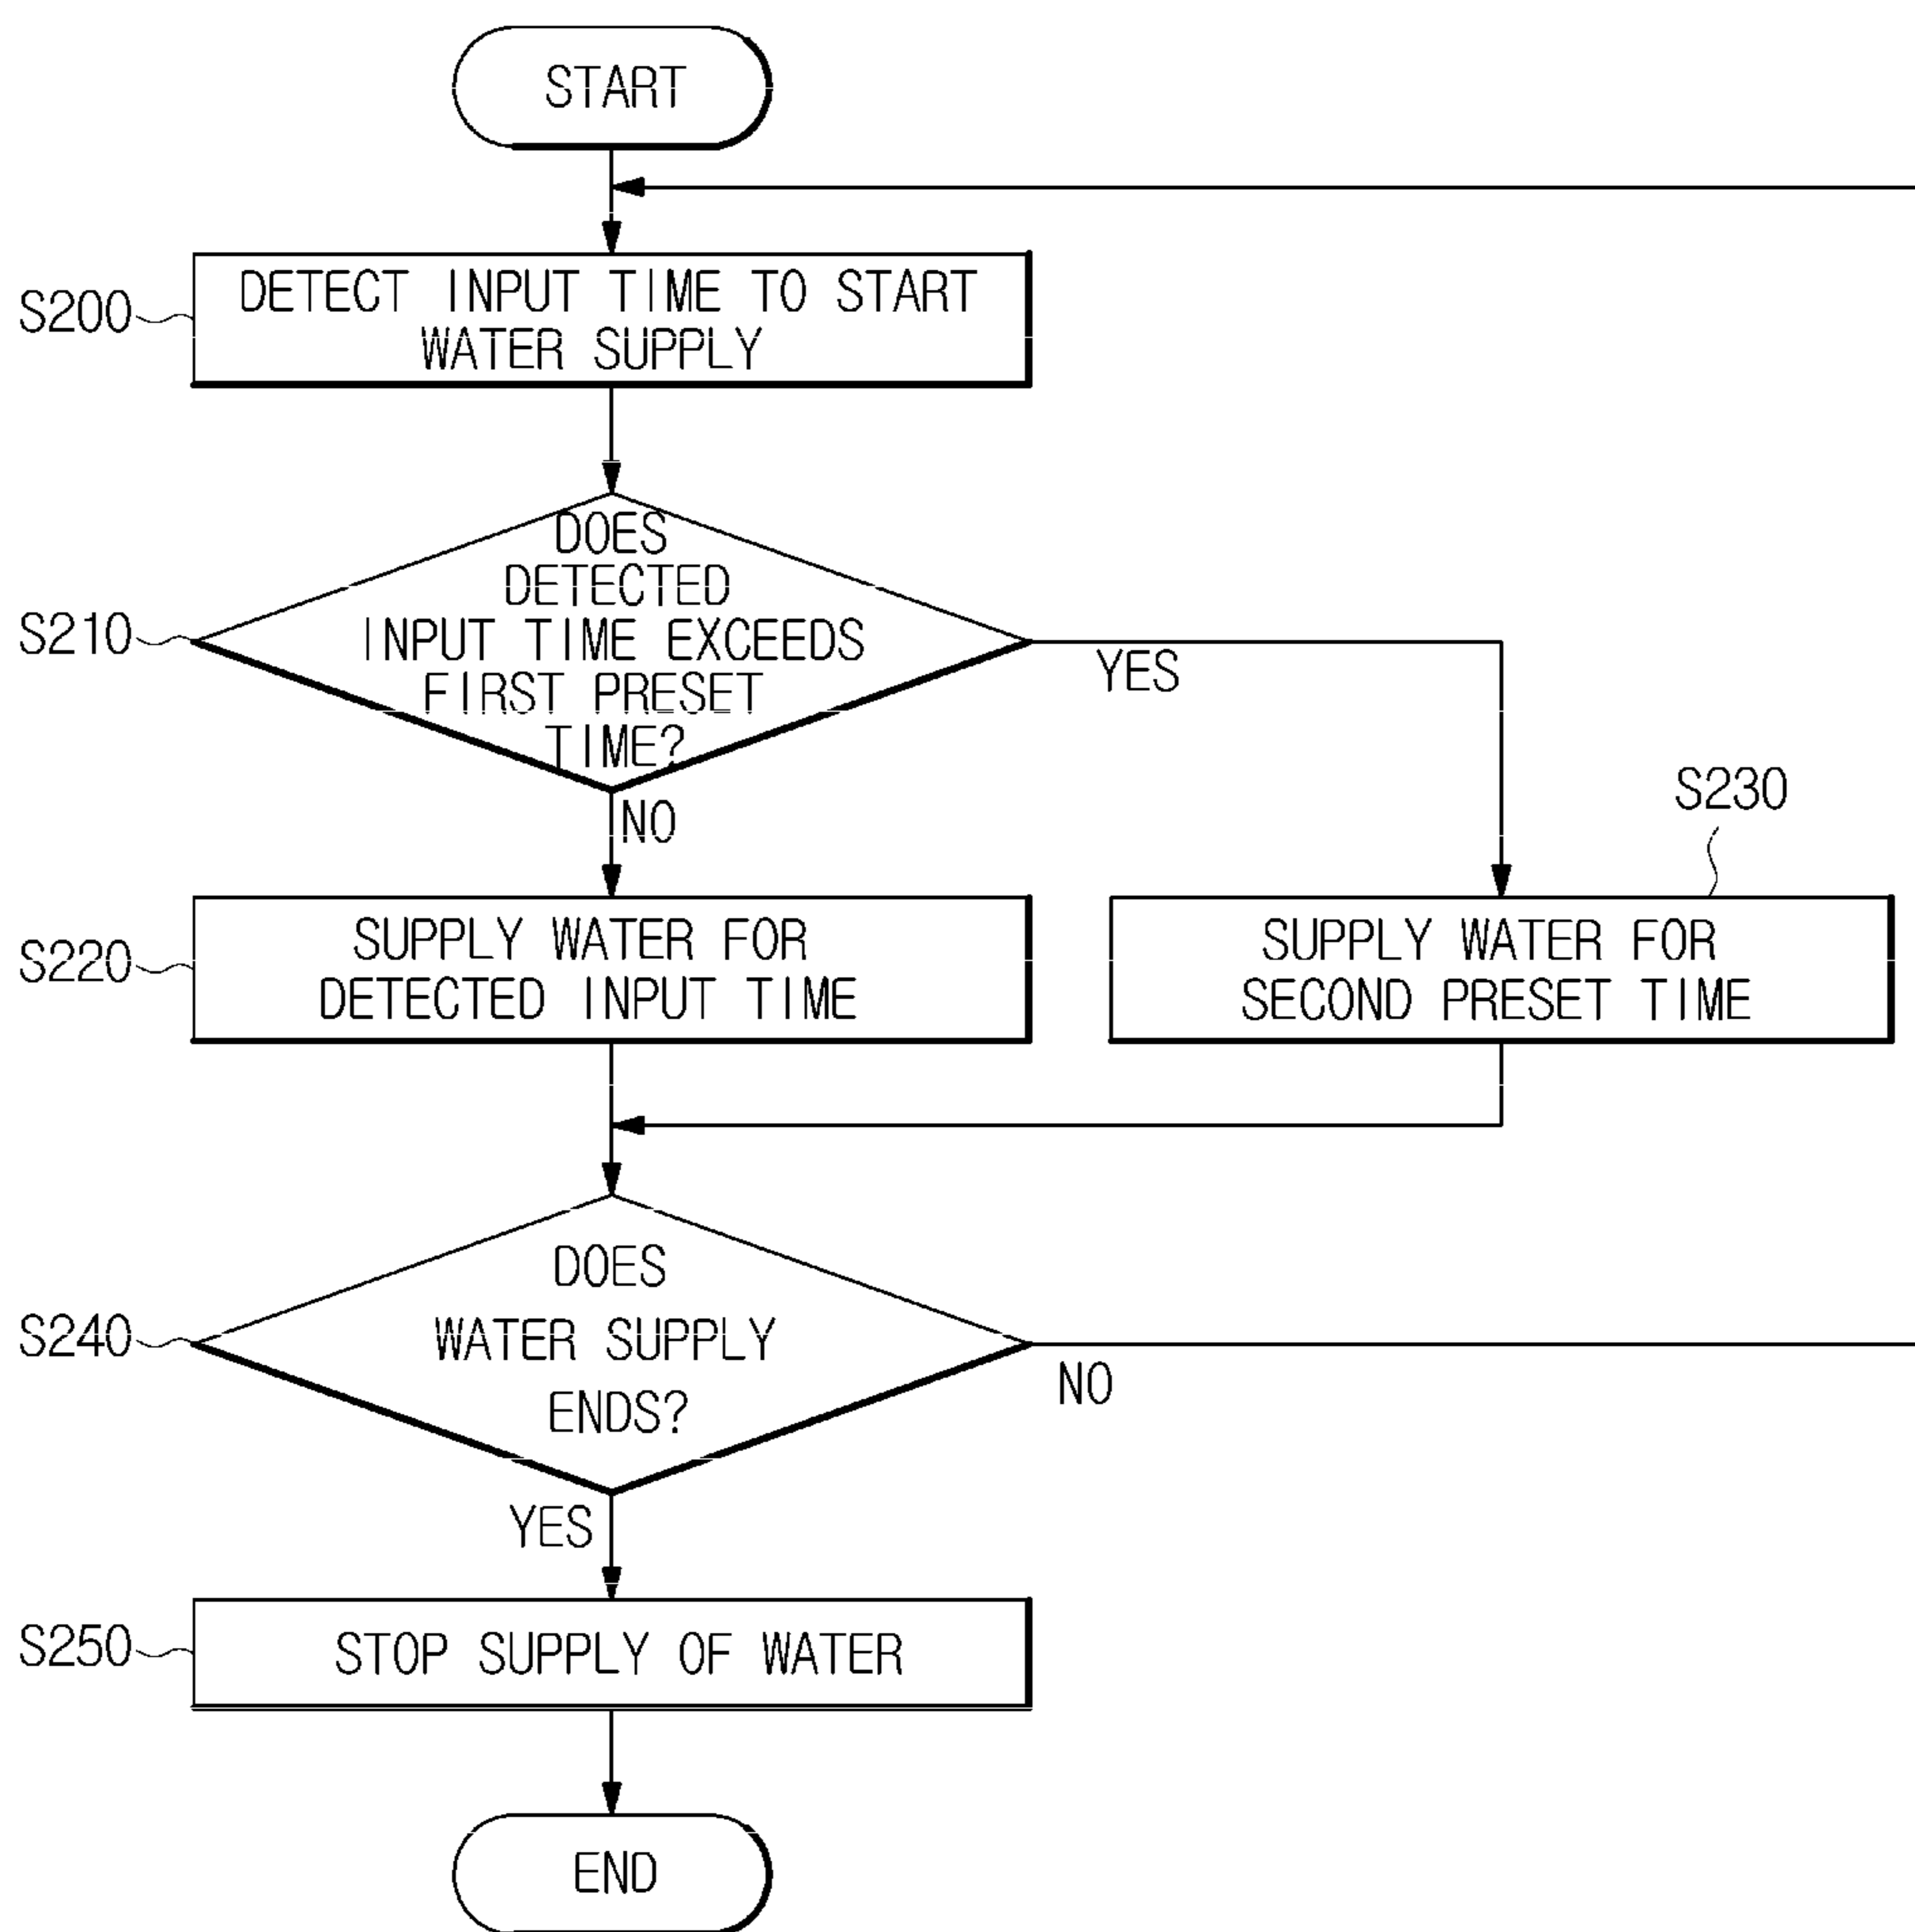 START
S200
DETECT INPUT TIME TO START
WATER SUPPLY
S210
DOES
DETECTED
INPUT TIME EXCEEDS
FIRST PRESET
TIME?
YES
NO
S230
S220
SUPPLY WATER FOR
DETECTED INPUT TIME
SUPPLY WATER FOR
SECOND PRESET TIME
S240
DOES
WATER SUPPLY
ENDS?
NO
YES
S250
STOP SUPPLY OF WATER
END